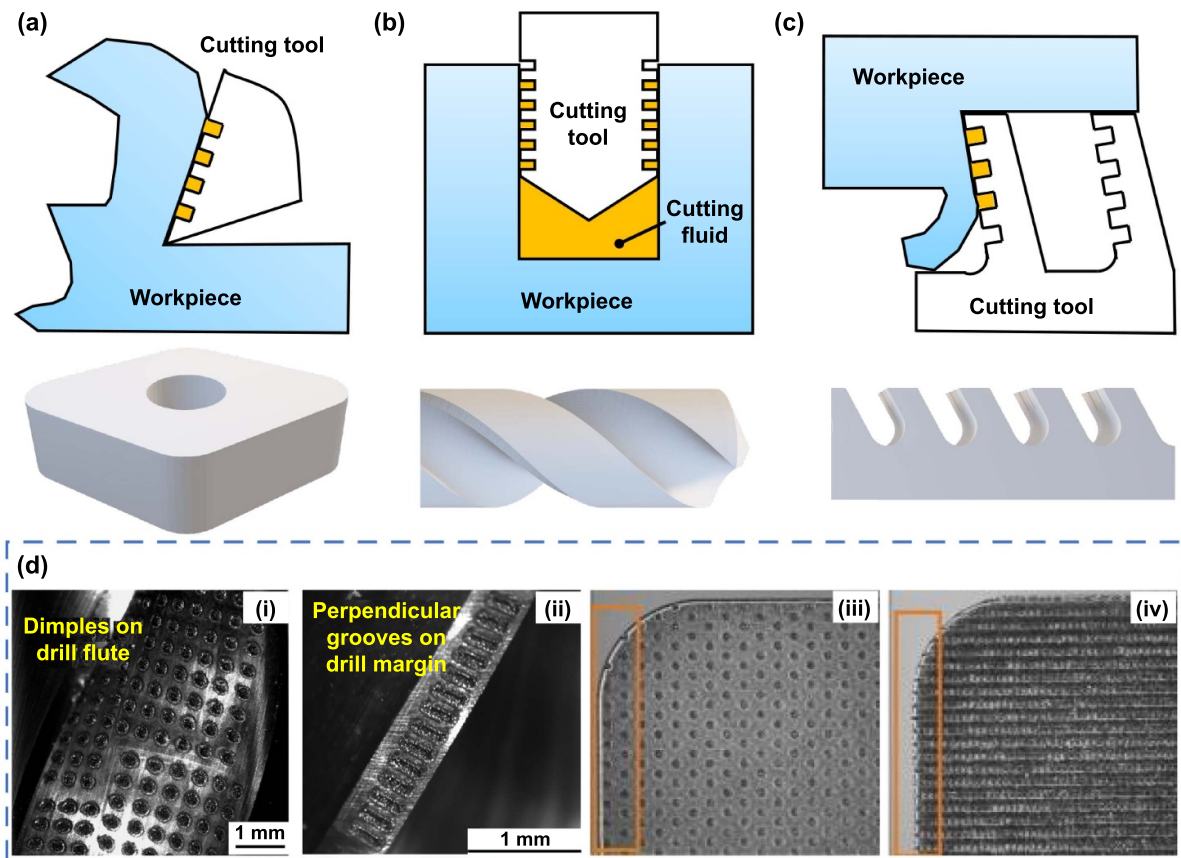 (a)
Cutting tool
Workpiece
(b)
Cutting
tool
Cutting
fluid
Workpiece
(c)
Workpiece
Cutting tool
(d)
(i)
Dimples on
drill flute
1 mm
(ii)
Perpendicular
grooves on
drill margin
1 mm
(iii)
(iv)